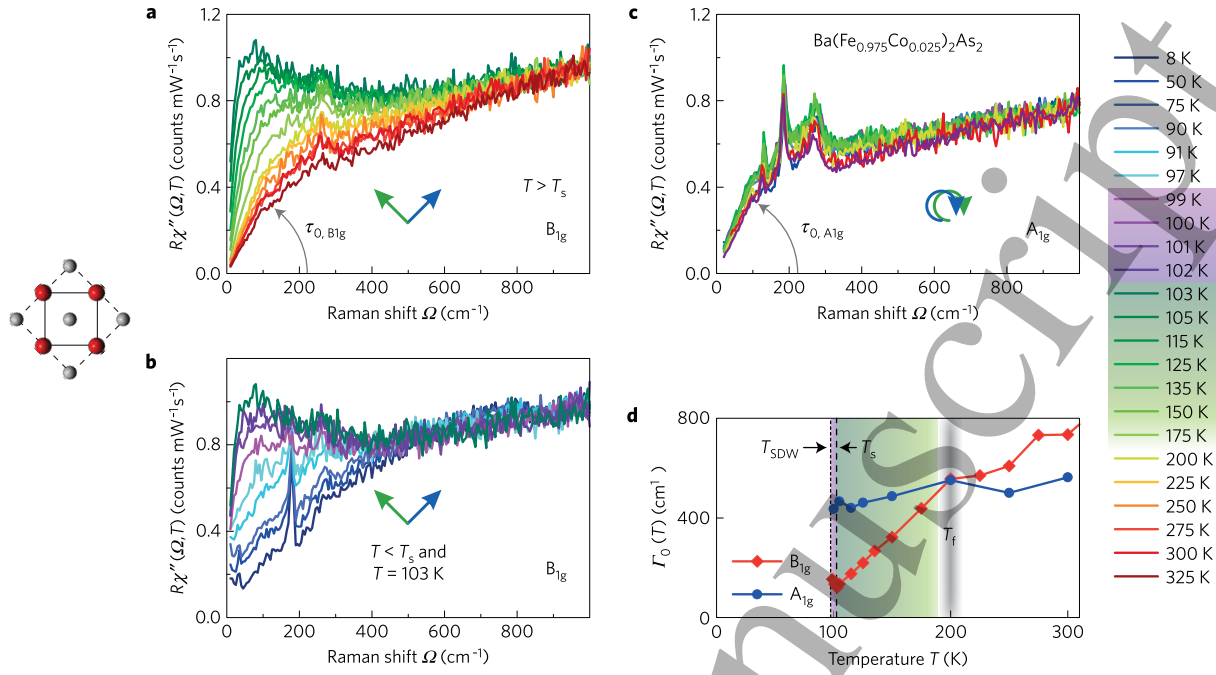 a
1.2
0.8
0.4
0.0
Rχ″(Ω,T) (counts mW⁻¹s⁻¹)
0 200 400 600 800
Raman shift Ω (cm⁻¹)
τ0, B1g
T > Ts
B1g
b
0.8
0.4
0.0
Rχ″(Ω,T) (counts mW⁻¹s⁻¹)
0 200 400 600 800
Raman shift Ω (cm⁻¹)
T < Ts and
T = 103 K
B1g
c
Ba(Fe0.975Co0.025)2As2
1.2
0.8
0.4
0.0
Rχ″(Ω,T) (counts mW⁻¹s⁻¹)
0 200 400 600 800
Raman shift Ω (cm⁻¹)
τ0, A1g
A1g
d
800
400
0
Γ0 (T) (cm¹)
TSDW
Ts
Tf
B1g
A1g
0 100 200 300
Temperature T (K)
8 K
50 K
75 K
90 K
91 K
97 K
99 K
100 K
101 K
102 K
103 K
105 K
115 K
125 K
135 K
150 K
175 K
200 K
225 K
250 K
275 K
300 K
325 K
nuscript